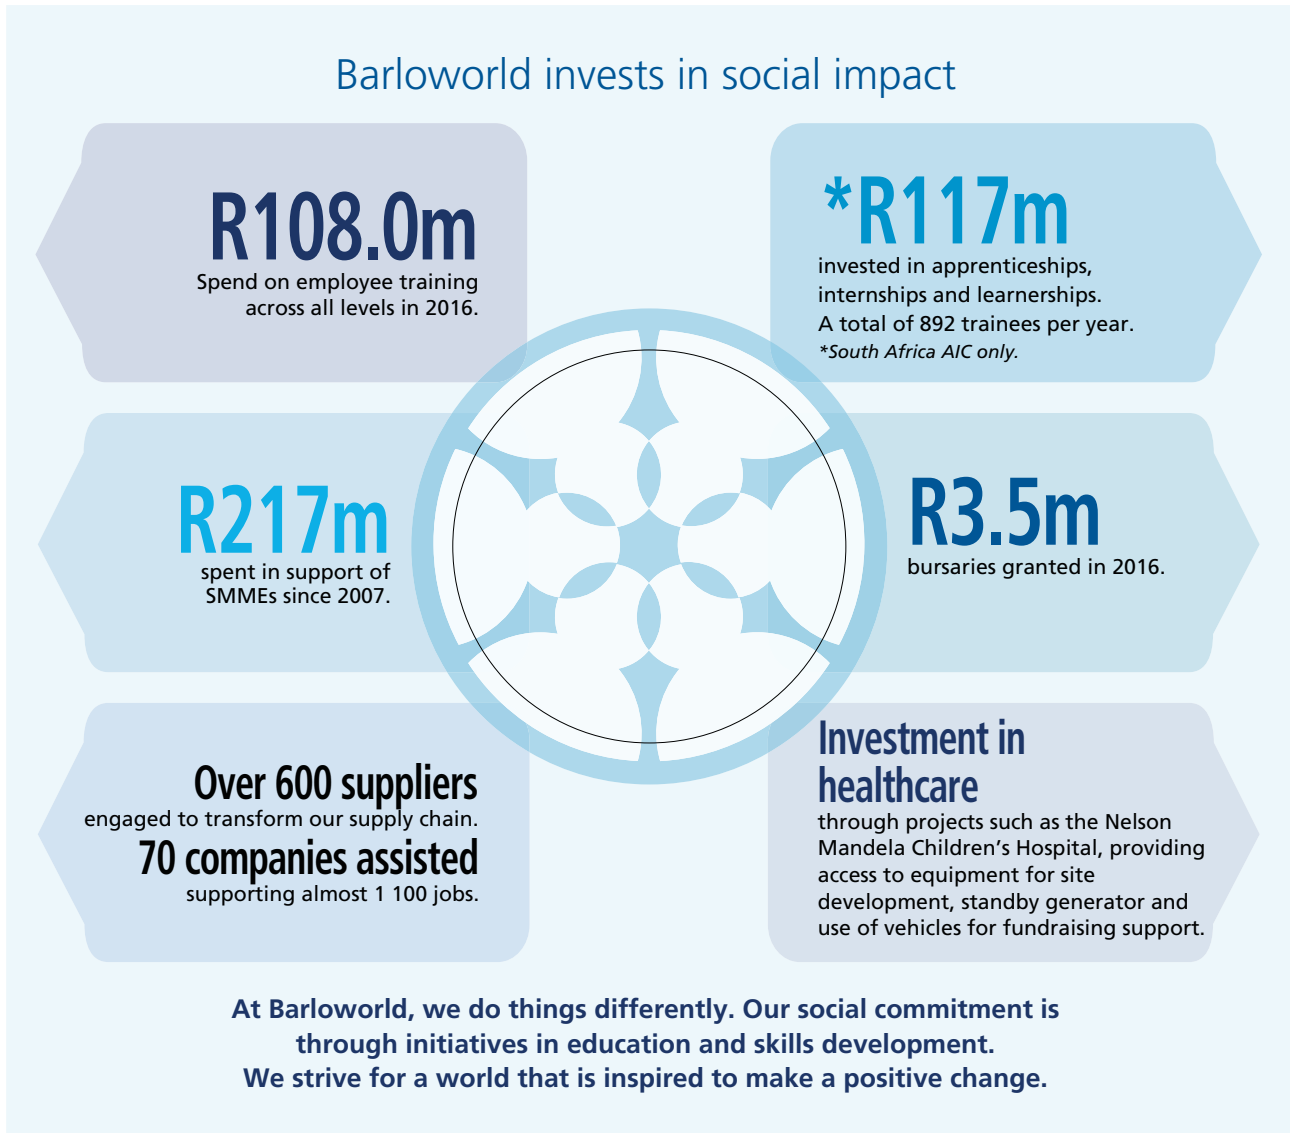 Barloworld invests in social impact
R108.0m
Spend on employee training
across all levels in 2016.
*R117m
invested in apprenticeships,
internships and learnerships.
A total of 892 trainees per year.
*South Africa AIC only.
R217m
spent in support of
SMMEs since 2007.
R3.5m
bursaries granted in 2016.
Over 600 suppliers
engaged to transform our supply chain.
70 companies assisted
supporting almost 1 100 jobs.
Investment in
healthcare
through projects such as the Nelson
Mandela Children’s Hospital, providing
access to equipment for site
development, standby generator and
use of vehicles for fundraising support.
At Barloworld, we do things differently. Our social commitment is
through initiatives in education and skills development.
We strive for a world that is inspired to make a positive change.